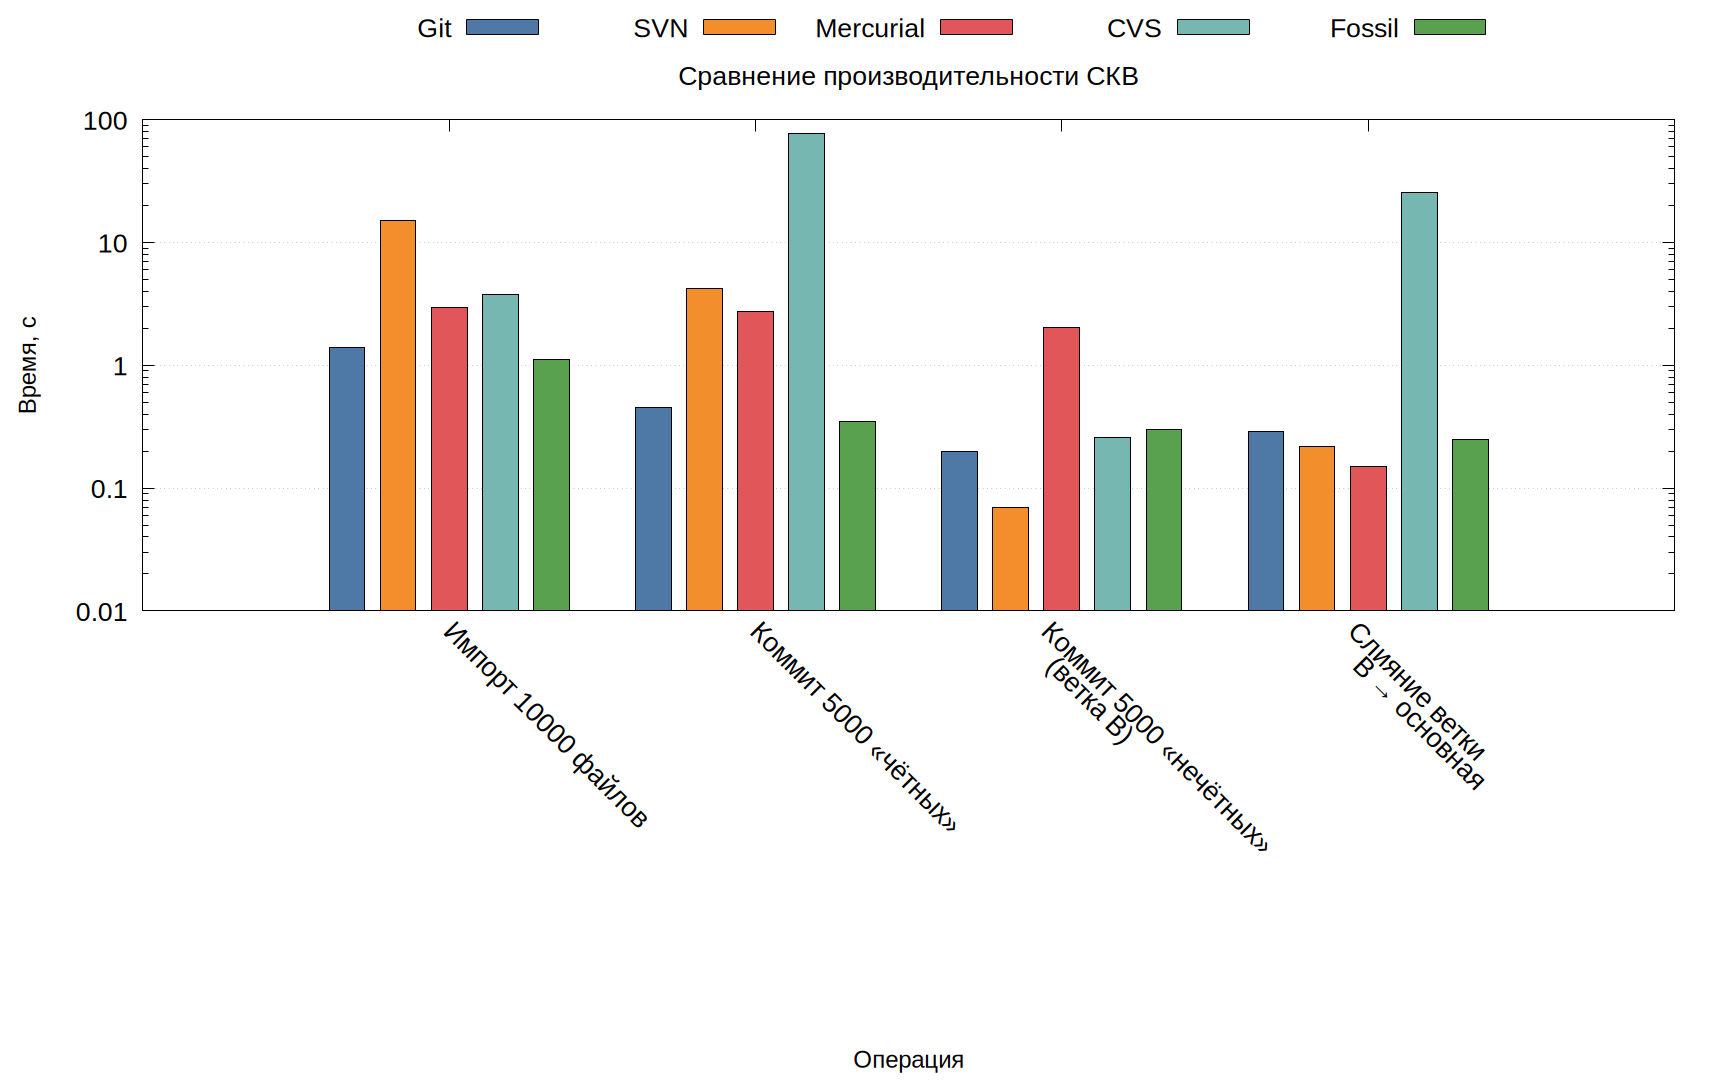 Git SVN Mercurial CVS Fossil
Сравнение производительности СКВ
100
10
1
0.1
0.01
Время, с
Импорт 10000 файлов
Коммит 5000 «чётных»
Коммит 5000 «нечётных»
(ветка B)
Слияние ветки
B → основная
Операция